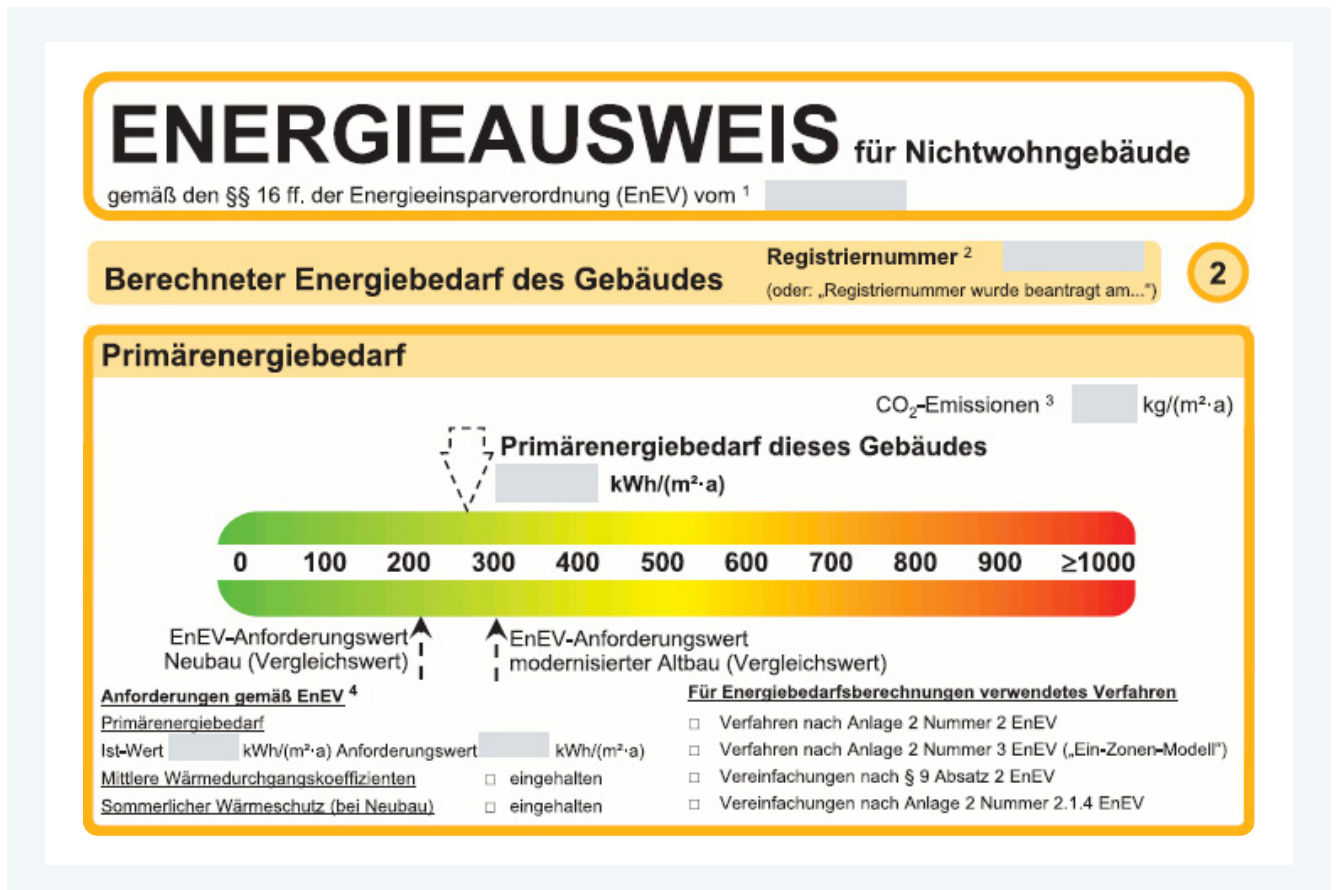 ENERGIEAUSWEIS für Nichtwohngebäude
gemäß den §§ 16 ff. der Energieeinsparverordnung (EnEV) vom ¹
Berechneter Energiebedarf des Gebäudes
Registriernummer ²
(oder: „Registriernummer wurde beantragt am...“)
2
Primärenergiebedarf
CO₂-Emissionen ³ kg/(m²·a)
Primärenergiebedarf dieses Gebäudes
kWh/(m²·a)
0 100 200 300 400 500 600 700 800 900 ≥1000
EnEV-Anforderungswert
Neubau (Vergleichswert)
EnEV-Anforderungswert
modernisierter Altbau (Vergleichswert)
Anforderungen gemäß EnEV ⁴
Primärenergiebedarf
Ist-Wert kWh/(m²·a) Anforderungswert kWh/(m²·a)
Mittlere Wärmedurchgangskoeffizienten □ eingehalten
Sommerlicher Wärmeschutz (bei Neubau) □ eingehalten
Für Energiebedarfsberechnungen verwendetes Verfahren
□ Verfahren nach Anlage 2 Nummer 2 EnEV
□ Verfahren nach Anlage 2 Nummer 3 EnEV („Ein-Zonen-Modell“)
□ Vereinfachungen nach § 9 Absatz 2 EnEV
□ Vereinfachungen nach Anlage 2 Nummer 2.1.4 EnEV